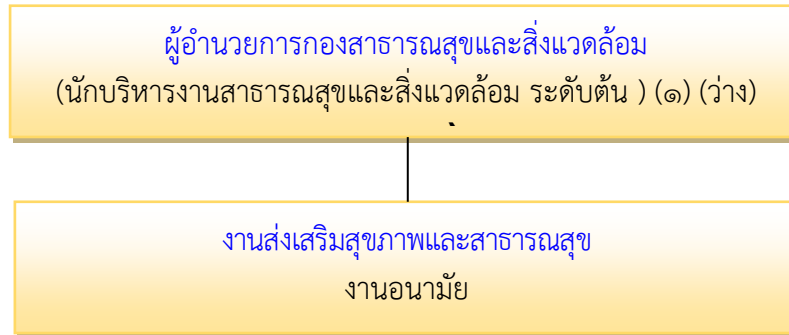 ผู้อำนวยการกองสาธารณสุขและสิ่งแวดล้อม
(นักบริหารงานสาธารณสุขและสิ่งแวดล้อม ระดับต้น ) (๑) (ว่าง)
งานส่งเสริมสุขภาพและสาธารณสุข
งานอนามัย